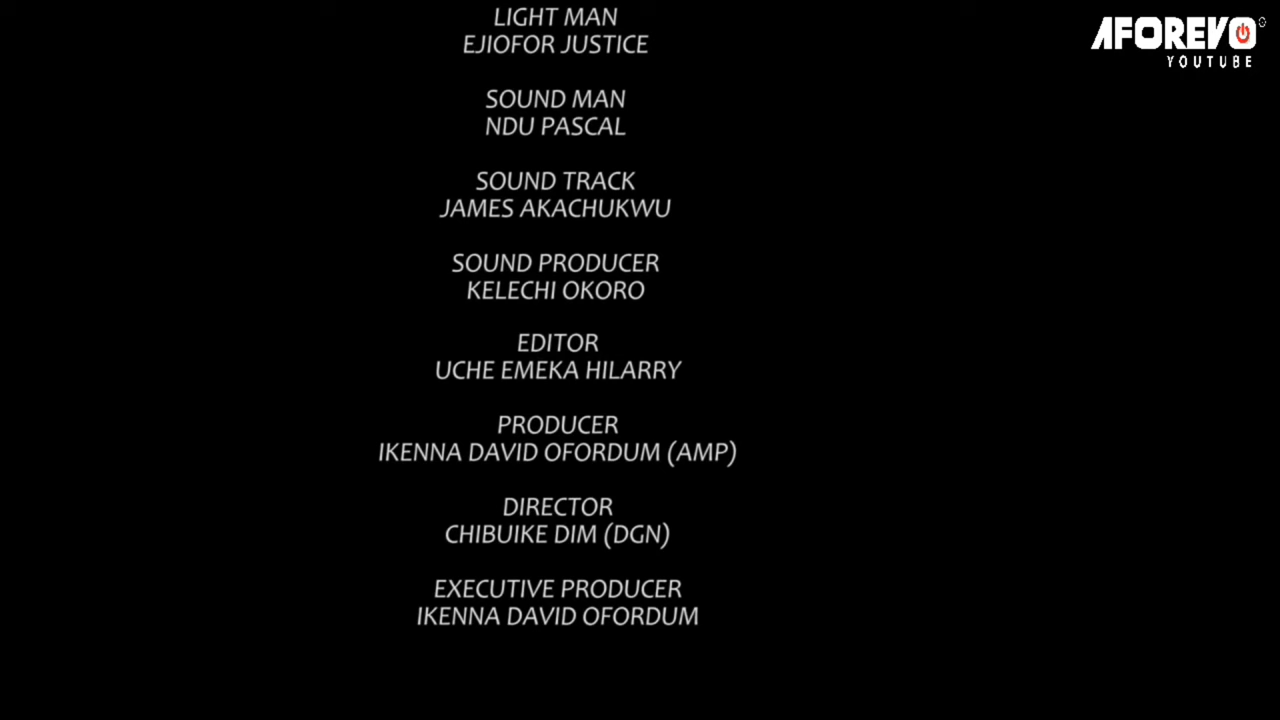 LIGHT MAN
EJIOFOR JUSTICE
SOUND MAN
NDU PASCAL
SOUND TRACK
JAMES AKACHUKWU
SOUND PRODUCER
KELECHI OKORO
EDITOR
UCHE EMEKA HILARRY
PRODUCER
IKENNA DAVID OFORDUM (AMP)
DIRECTOR
CHIBUIKE DIM (DGN)
EXECUTIVE PRODUCER
IKENNA DAVID OFORDUM
AFOREVO
YOUTUBE